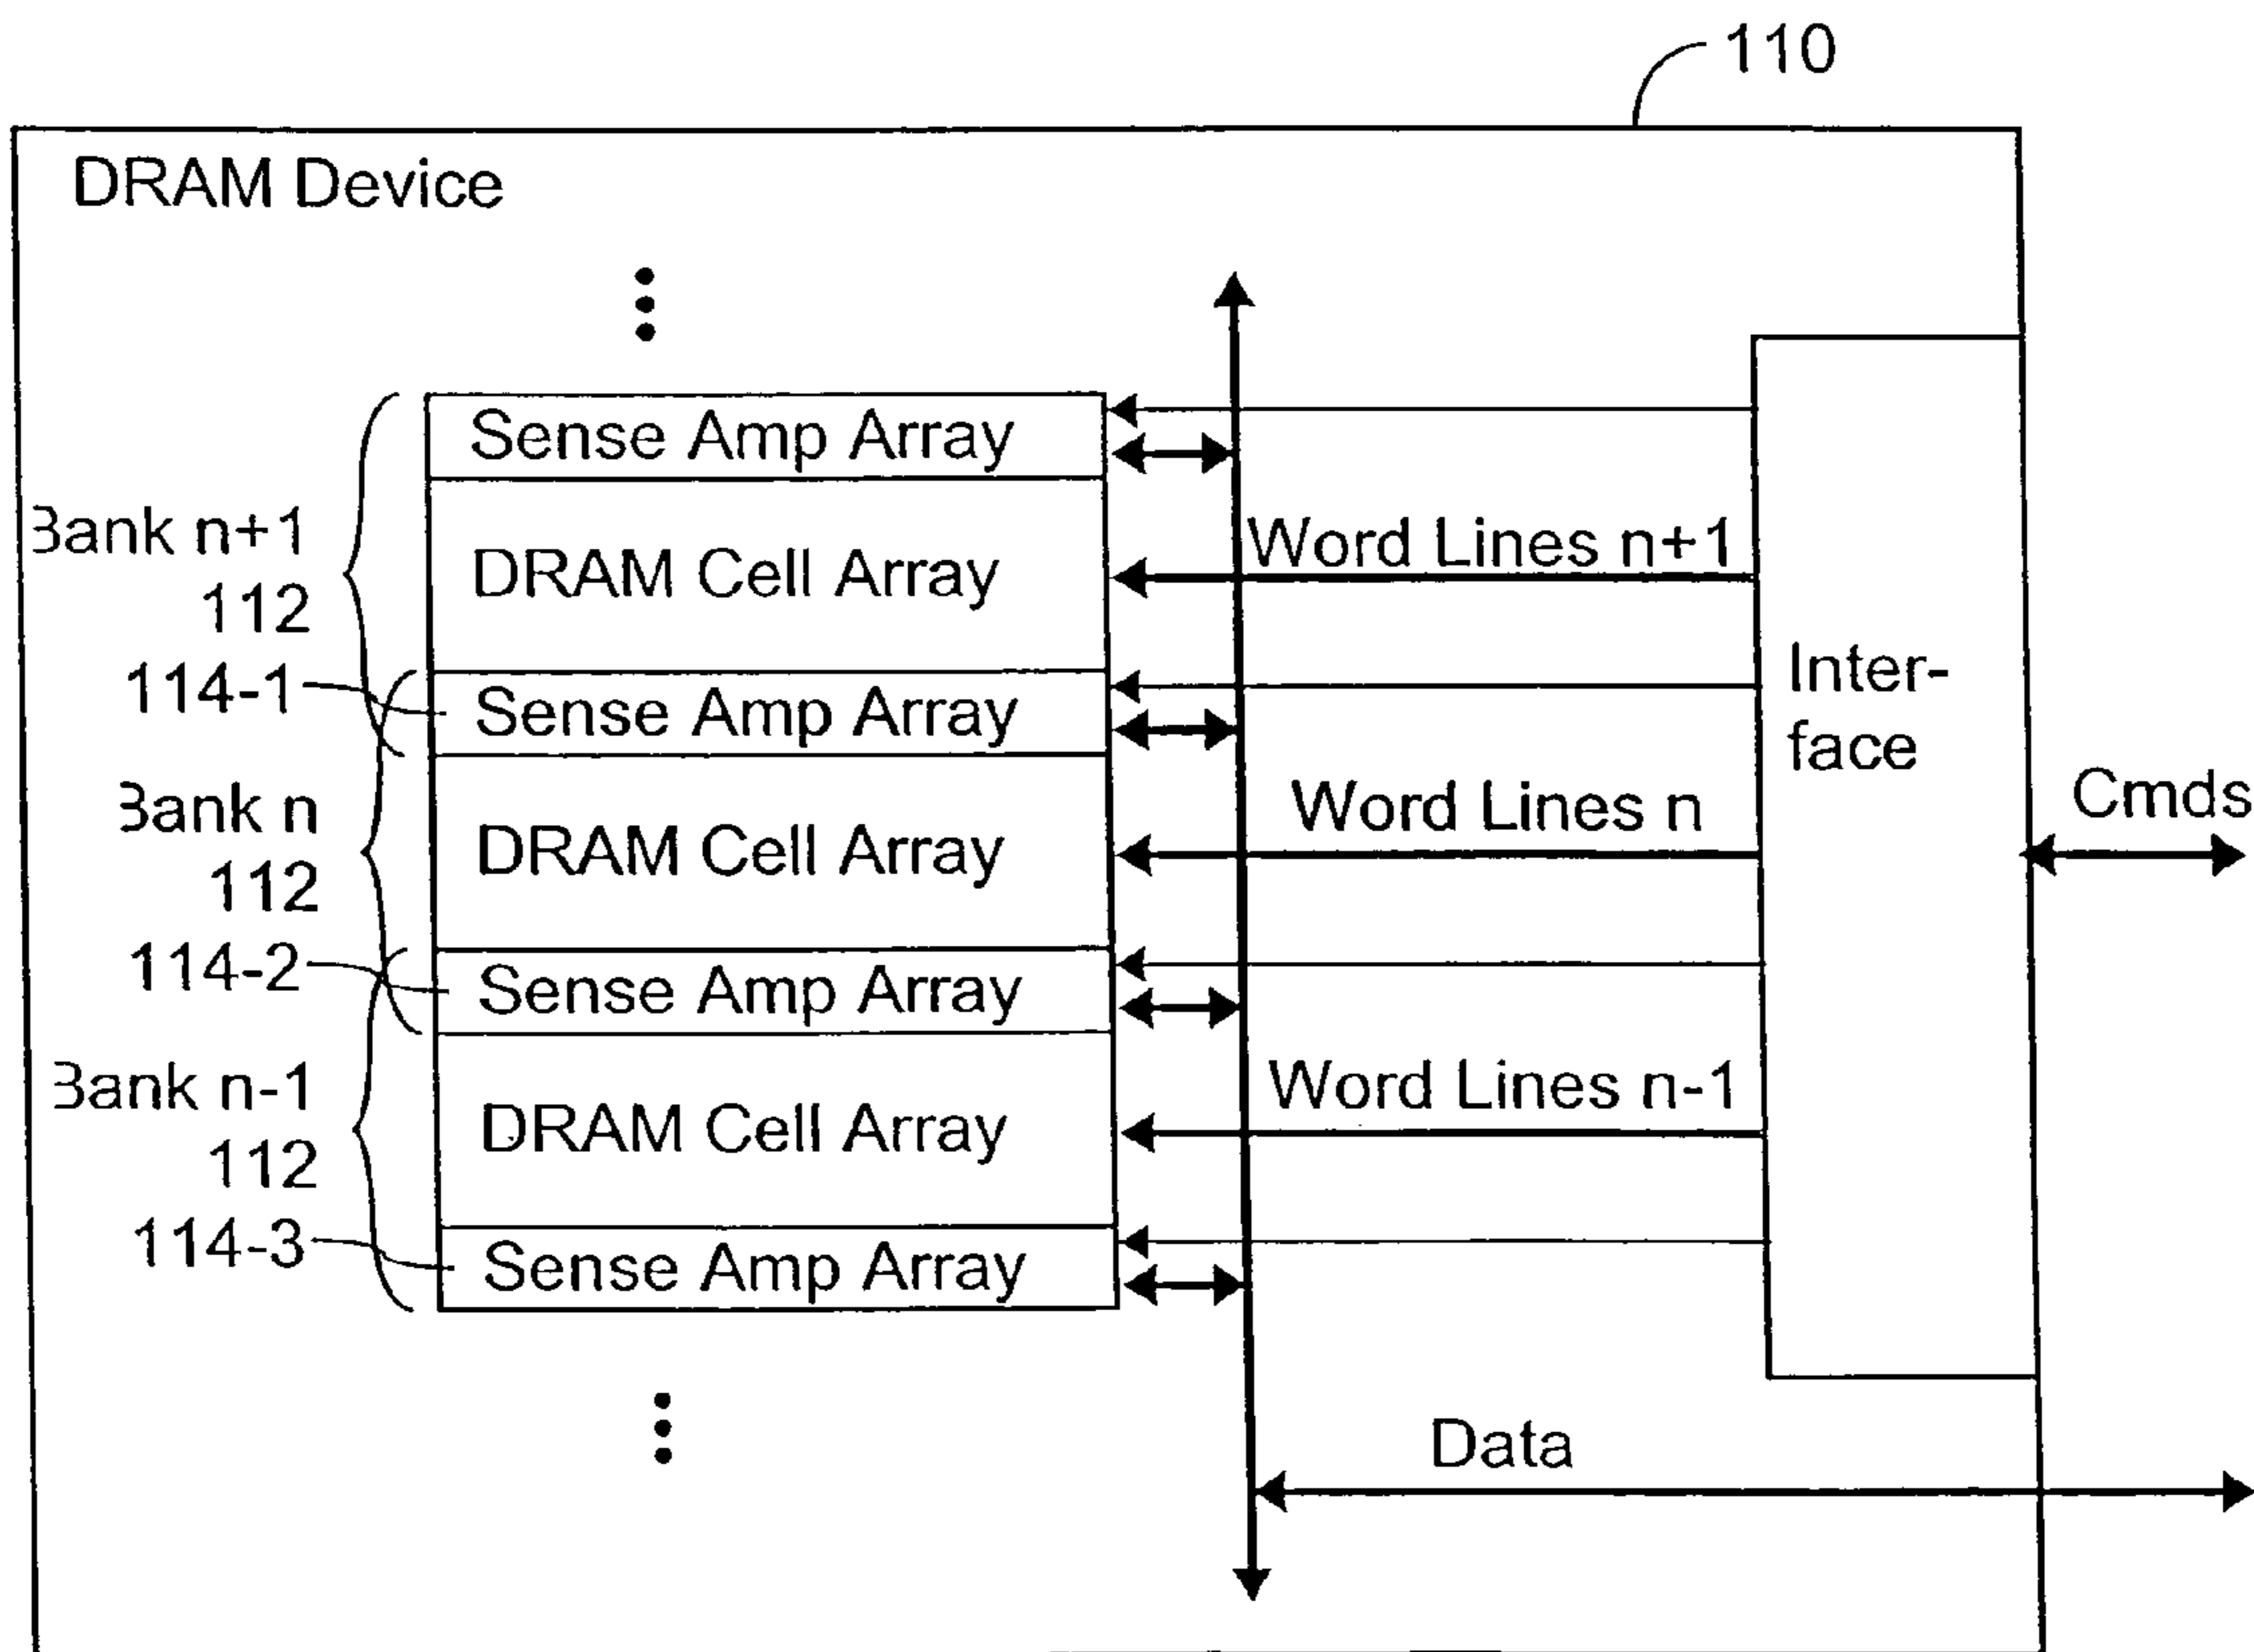 110
DRAM Device
Sense Amp Array
Bank n+1
112
DRAM Cell Array
Word Lines n+1
114-1
Sense Amp Array
Inter-
face
Bank n
112
DRAM Cell Array
Word Lines n
Cmds
114-2
Sense Amp Array
Bank n-1
112
DRAM Cell Array
Word Lines n-1
114-3
Sense Amp Array
Data